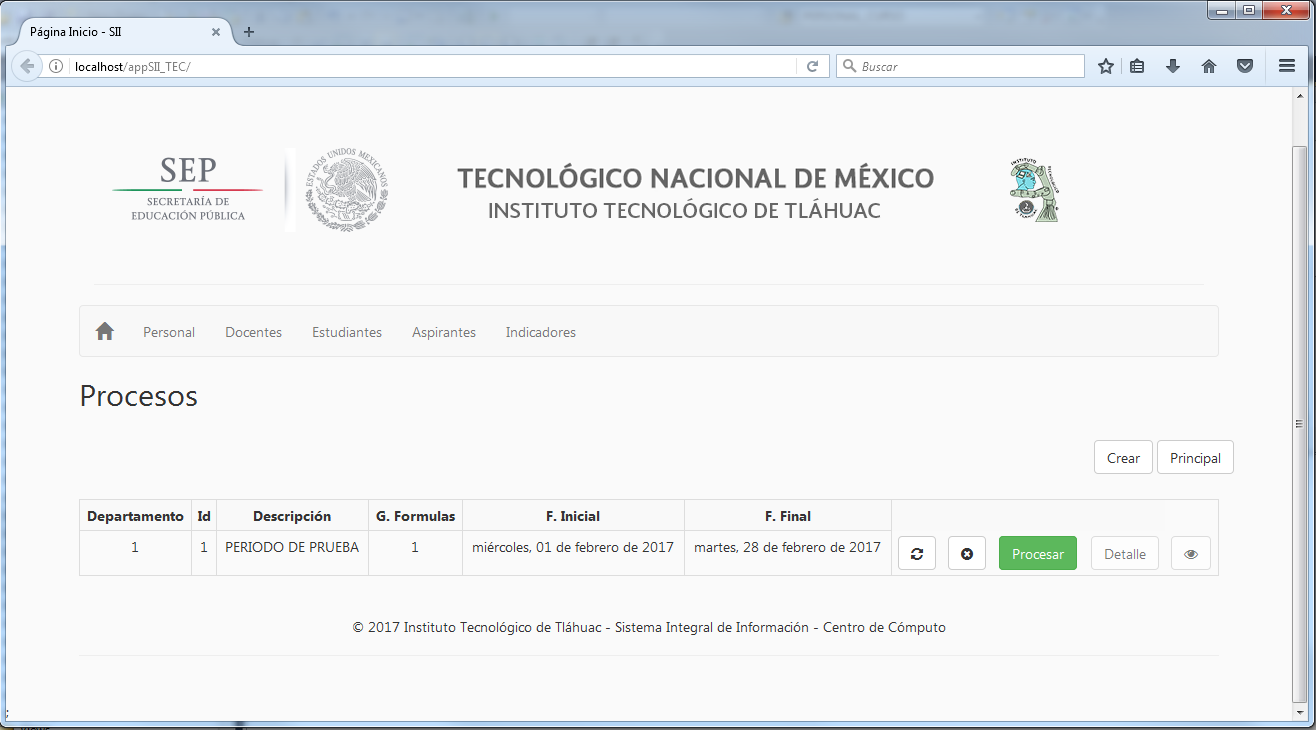 Página Inicio - SII
localhost/appSII_TEC/
Buscar
SEP
SECRETARÍA DE
EDUCACIÓN PÚBLICA
ESTADOS UNIDOS MEXICANOS
TECNOLÓGICO NACIONAL DE MÉXICO
INSTITUTO TECNOLÓGICO DE TLÁHUAC
Personal Docentes Estudiantes Aspirantes Indicadores
Procesos
Crear Principal
Departamento Id Descripción G. Formulas F. Inicial F. Final
1 1 PERIODO DE PRUEBA 1 miércoles, 01 de febrero de 2017 martes, 28 de febrero de 2017 Procesar Detalle
© 2017 Instituto Tecnológico de Tláhuac - Sistema Integral de Información - Centro de Cómputo
;